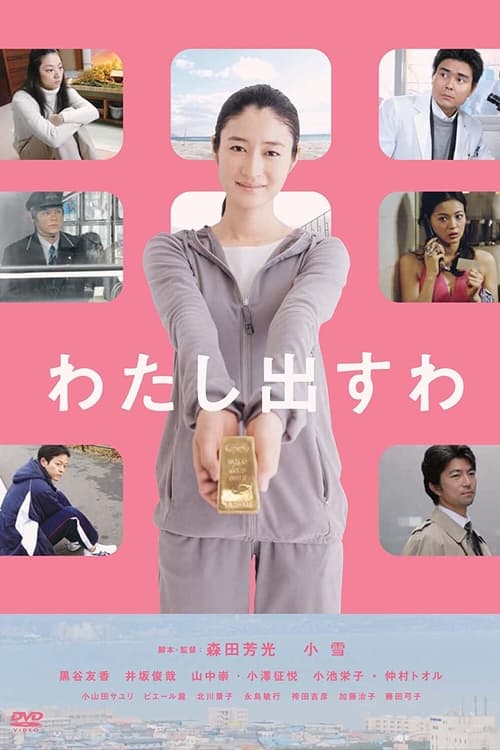 わたし出すわ
脚本・監督：森田芳光　小雪
黒谷友香　井坂俊哉　山中崇・小澤征悦　小池栄子・仲村トオル
小山田サユリ　ピエール瀧　北川景子　永島敏行　袴田吉彦　加藤治子　藤田弓子
DVD
VIDEO